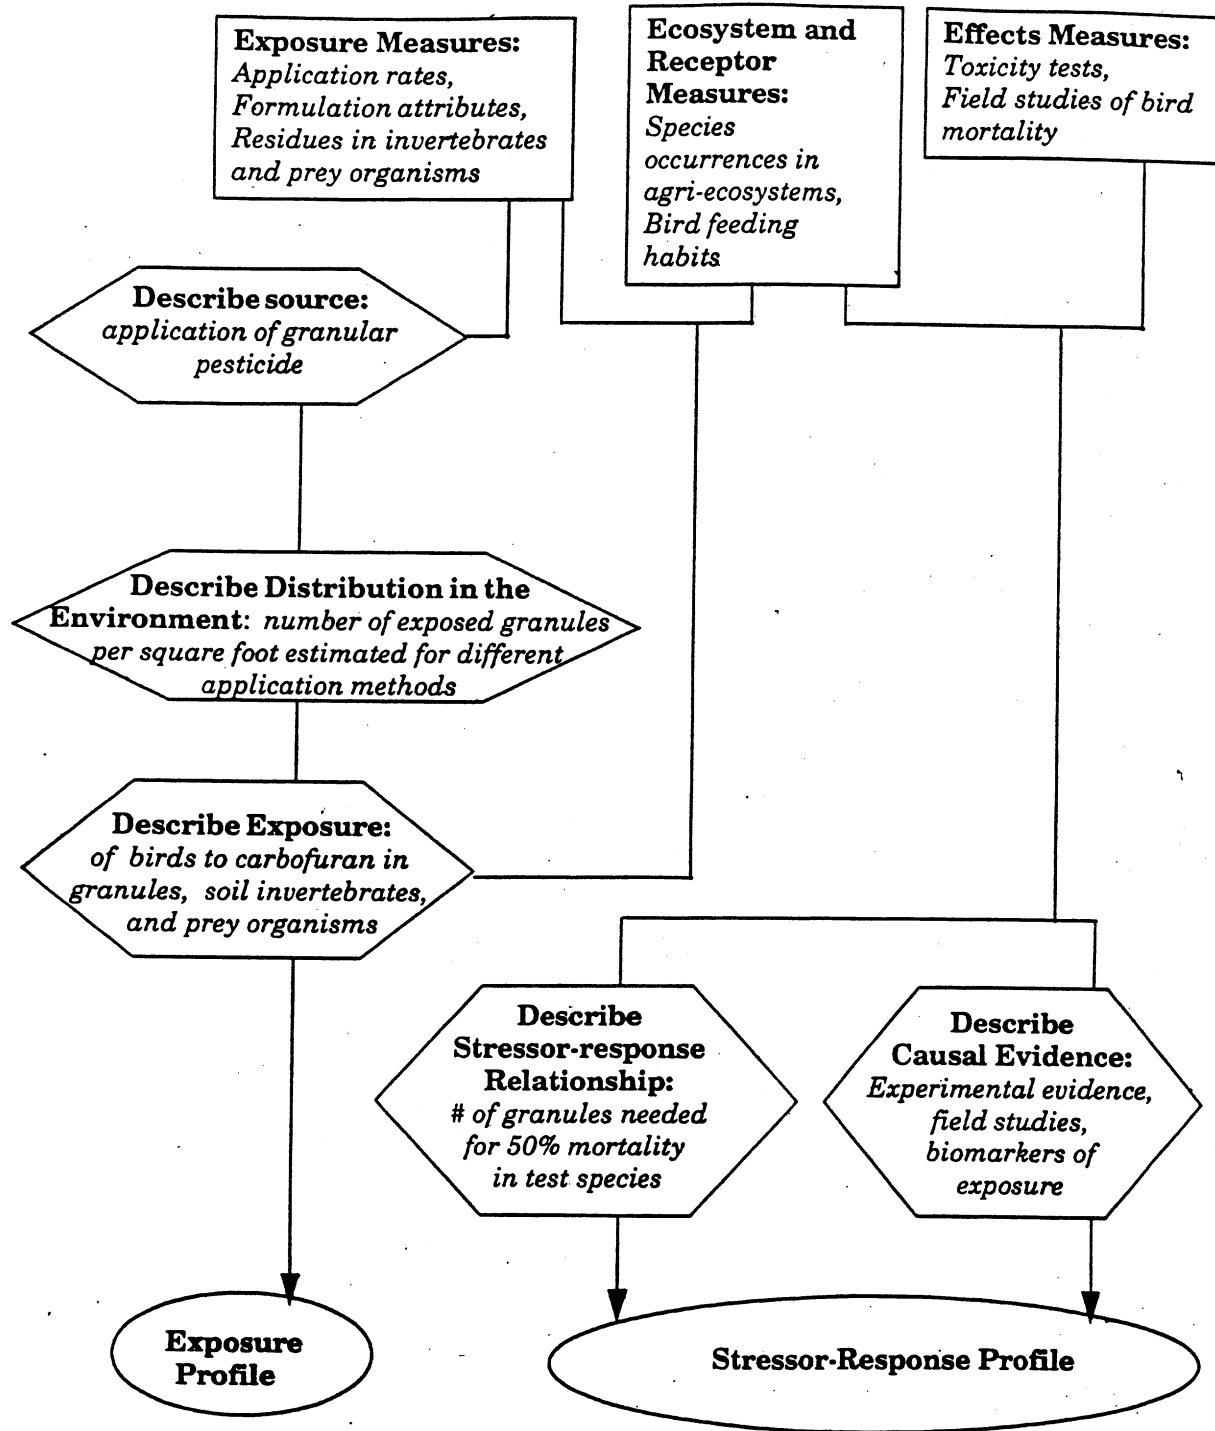 Exposure Measures:
Application rates,
Formulation attributes,
Residues in invertebrates
and prey organisms
Ecosystem and
Receptor
Measures:
Species
occurrences in
agri-ecosystems,
Bird feeding
habits
Effects Measures:
Toxicity tests,
Field studies of bird
mortality
Describe source:
application of granular
pesticide
Describe Distribution in the
Environment: number of exposed granules
per square foot estimated for different
application methods
Describe Exposure:
of birds to carbofuran in
granules, soil invertebrates,
and prey organisms
Describe
Stressor-response
Relationship:
# of granules needed
for 50% mortality
in test species
Describe
Causal Evidence:
Experimental evidence,
field studies,
biomarkers of
exposure
Exposure
Profile
Stressor-Response Profile